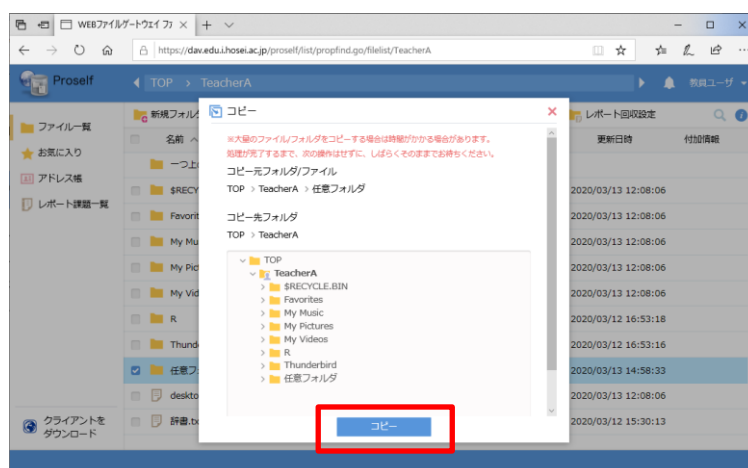 WEBファイルゲートウェイ ﾌｧ
https://dav.edu.i.hosei.ac.jp/proself/list/propfind.go/filelist/TeacherA
Proself
TOP > TeacherA
教員ユーザ
ファイル一覧
お気に入り
アドレス帳
レポート課題一覧
クライアントを
ダウンロード
新規フォル
レポート回収設定
名前
更新日時
付加情報
一つ上
$RECY
2020/03/13 12:08:06
Favorit
2020/03/13 12:08:06
My Mu
2020/03/13 12:08:06
My Pic
2020/03/13 12:08:06
My Vid
2020/03/13 12:08:06
R
2020/03/12 16:53:18
Thund
2020/03/12 16:53:16
任意フ
2020/03/13 14:58:33
deskto
2020/03/13 12:08:06
辞書.tx
2020/03/12 15:30:13
コピー
※大量のファイル/フォルダをコピーする場合は時間がかかる場合があります。
処理が完了するまで、次の操作はせずに、しばらくそのままでお待ちください。
コピー元フォルダ/ファイル
TOP > TeacherA > 任意フォルダ
コピー先フォルダ
TOP > TeacherA
TOP
TeacherA
$RECYCLE.BIN
Favorites
My Music
My Pictures
My Videos
R
Thunderbird
任意フォルダ
コピー